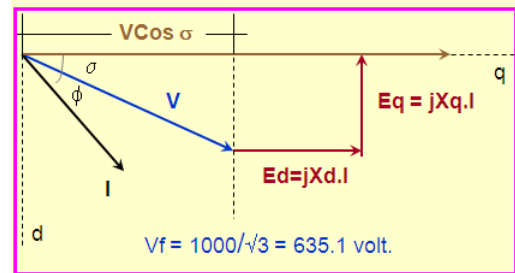 VCos σ
σ
q
ϕ
V
Eq = jXq.I
I
Ed=jXd.I
d
Vf = 1000/√3 = 635.1 volt.